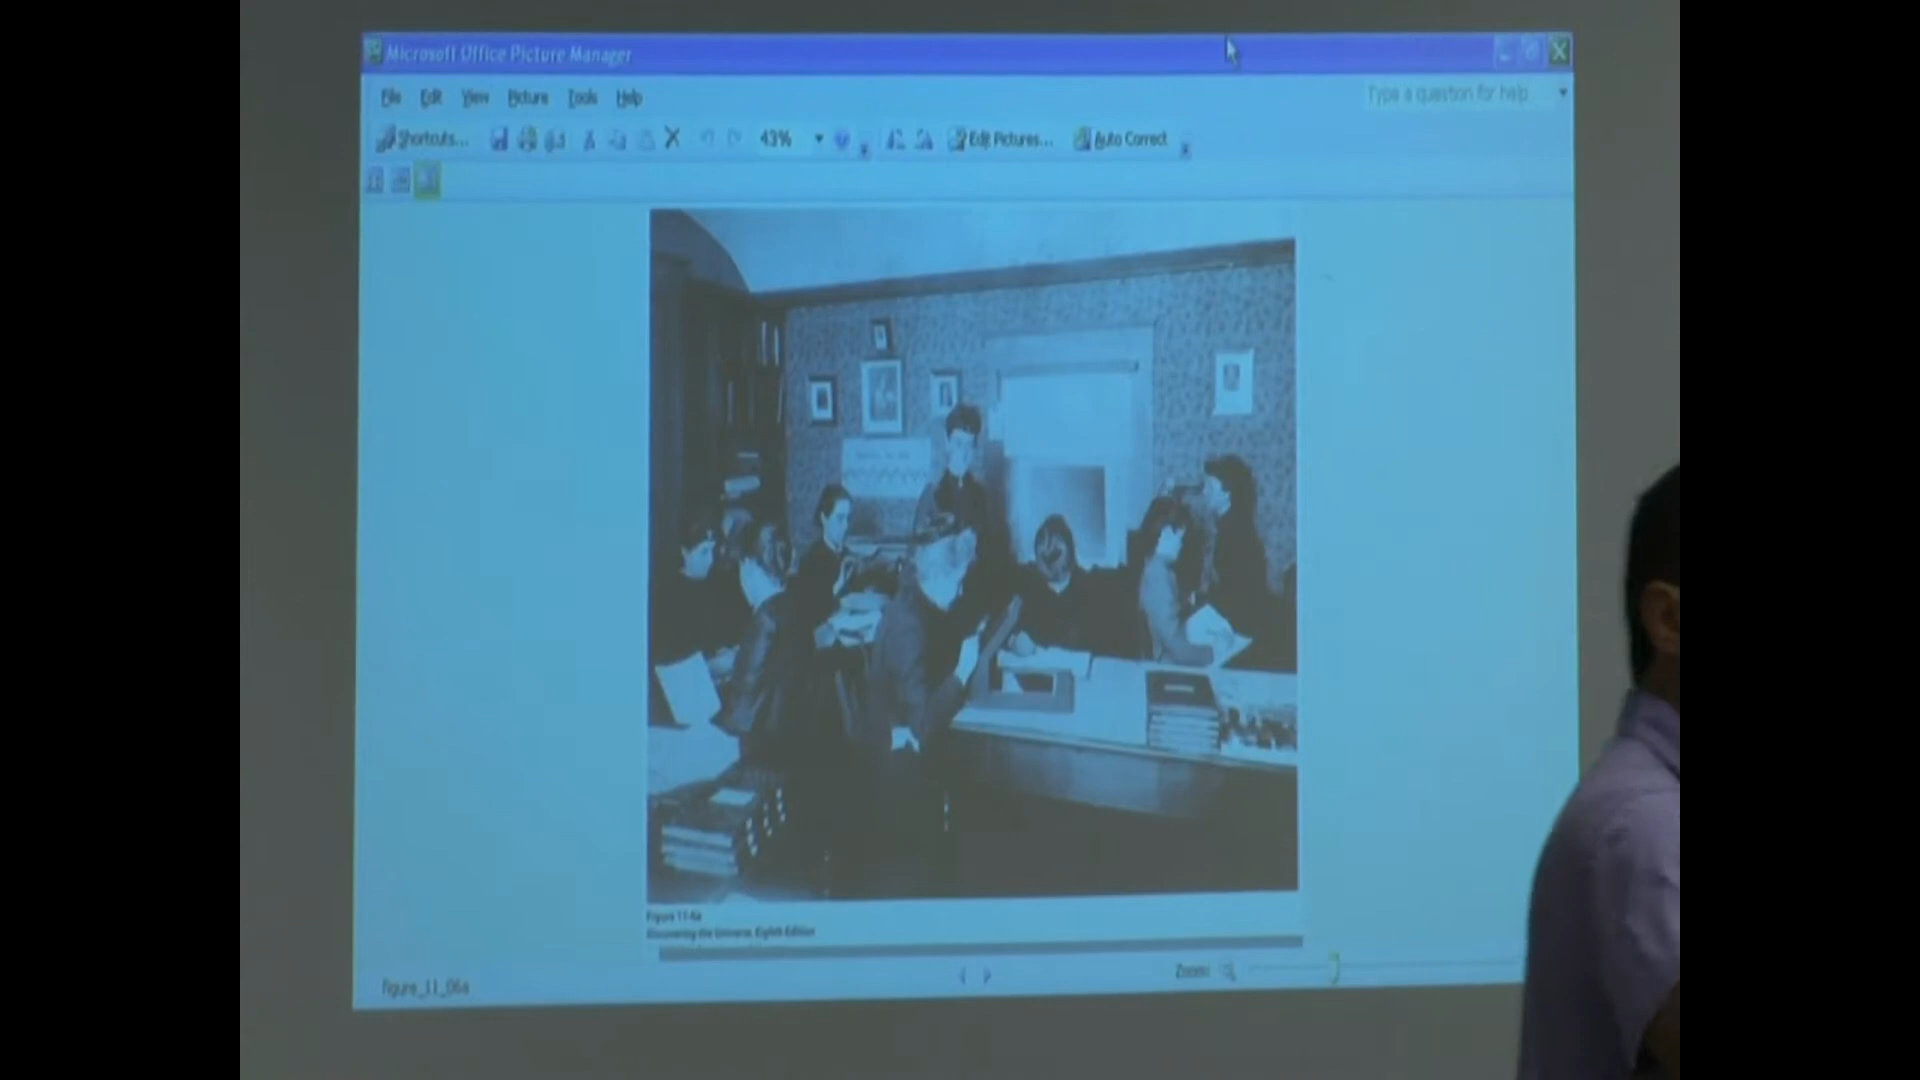 Microsoft Office Picture Manager
File Edit View Picture Tools Help
Type a question for help
Shortcuts... 43% Edit Pictures... Auto Correct
Figure 11-6a
Discovering the Universe, Eighth Edition
Zoom:
figure_11_06a